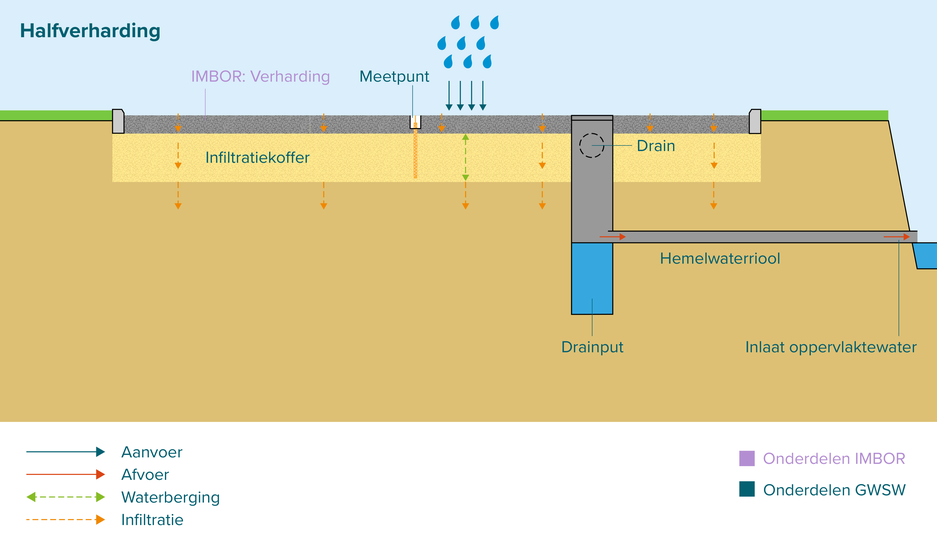 Halfverharding
IMBOR: Verharding
Meetpunt
Infiltratiekoffer
Drain
Hemelwaterriool
Drainput
Inlaat oppervlaktewater
Aanvoer
Afvoer
Waterberging
Infiltratie
Onderdelen IMBOR
Onderdelen GWSW